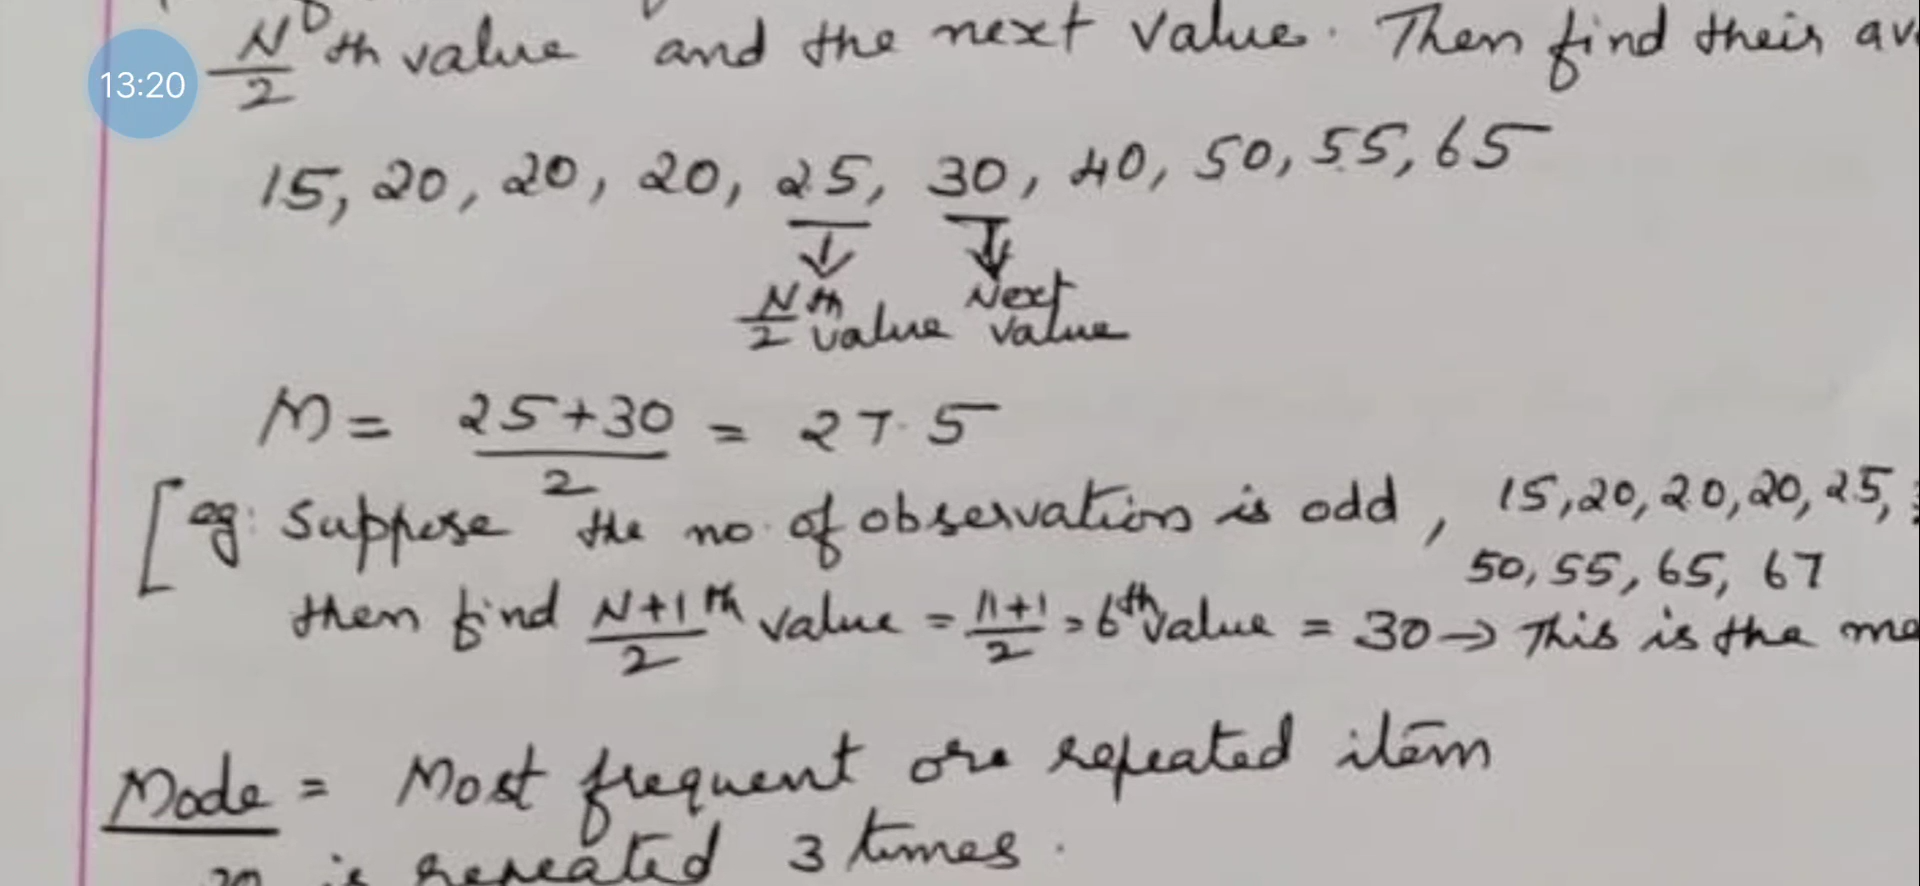 N/2 th value and the next value. Then find their
13:20
15, 20, 20, 20, 25, 30, 40, 50, 55, 65
N/2 th value Next value
M = 25+30/2 = 27.5
[eg: Suppose the no. of observation is odd, 15, 20, 20, 20, 25,
50, 55, 65, 67
then find N+1/2 th value = 11+1/2 = 6th value = 30 → This is the
Mode = Most frequent or repeated item
20 is repeated 3 times.